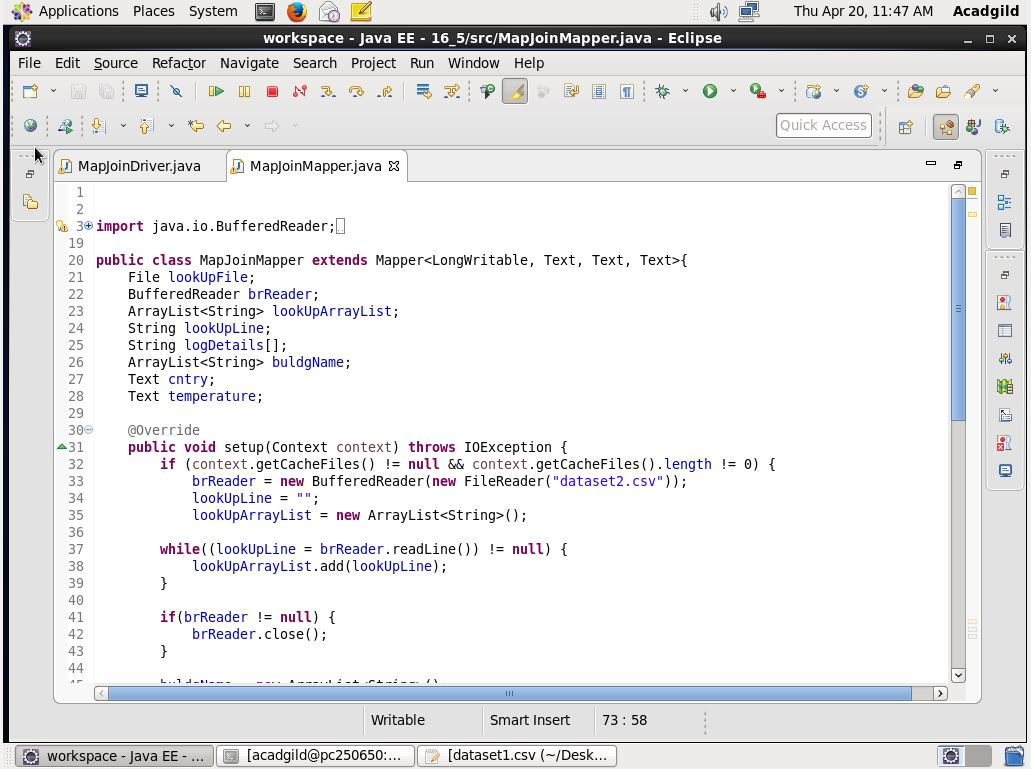 Applications Places System Thu Apr 20, 11:47 AM Acadgild
workspace - Java EE - 16_5/src/MapJoinMapper.java - Eclipse
File Edit Source Refactor Navigate Search Project Run Window Help
Quick Access
MapJoinDriver.java MapJoinMapper.java
1
2
3 import java.io.BufferedReader;
19
20 public class MapJoinMapper extends Mapper<LongWritable, Text, Text, Text>{
21 File lookUpFile;
22 BufferedReader brReader;
23 ArrayList<String> lookUpArrayList;
24 String lookUpLine;
25 String logDetails[];
26 ArrayList<String> buldgName;
27 Text cntry;
28 Text temperature;
29
30 @Override
31 public void setup(Context context) throws IOException {
32 if (context.getCacheFiles() != null && context.getCacheFiles().length != 0) {
33 brReader = new BufferedReader(new FileReader("dataset2.csv"));
34 lookUpLine = "";
35 lookUpArrayList = new ArrayList<String>();
36
37 while((lookUpLine = brReader.readLine()) != null) {
38 lookUpArrayList.add(lookUpLine);
39 }
40
41 if(brReader != null) {
42 brReader.close();
43 }
44
45 buldgName = new ArrayList<String>();
Writable Smart Insert 73 : 58
workspace - Java EE - ... [acadgild@pc250650:... [dataset1.csv (~/Desk...